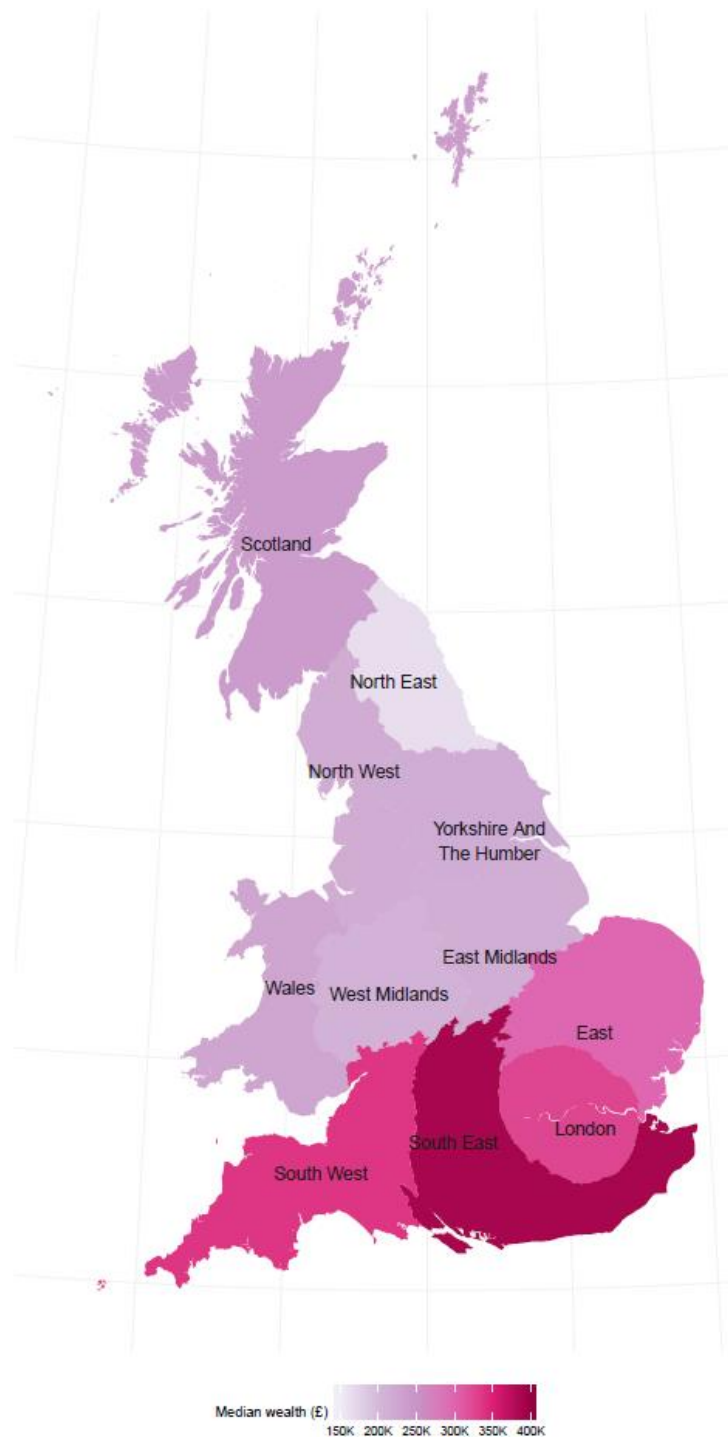 Scotland
North East
North West
Yorkshire And
The Humber
East Midlands
Wales
West Midlands
East
London
South East
South West
Median wealth (£)
150K 200K 250K 300K 350K 400K